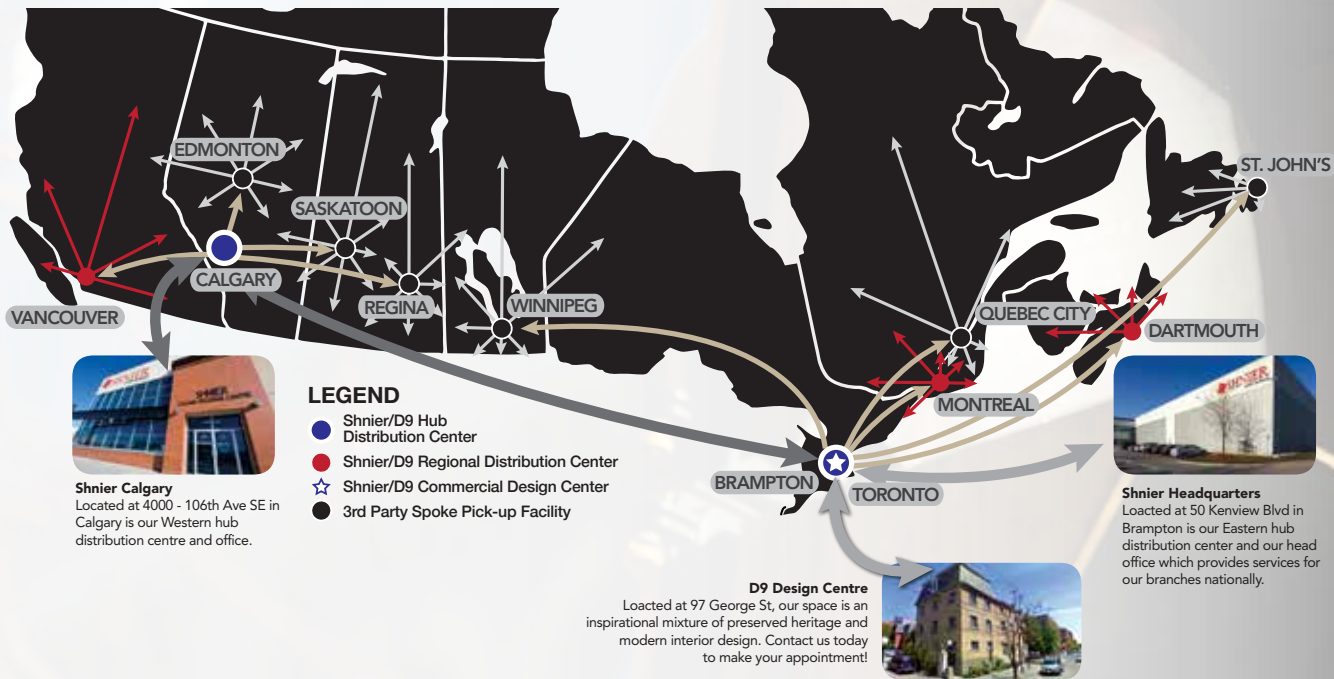 EDMONTON
SASKATOON
CALGARY
REGINA
WINNIPEG
VANCOUVER
ST. JOHN'S
QUEBEC CITY
DARTMOUTH
MONTREAL
BRAMPTON
TORONTO
LEGEND
Shnier/D9 Hub
Distribution Center
Shnier/D9 Regional Distribution Center
Shnier/D9 Commercial Design Center
3rd Party Spoke Pick-up Facility
SHNIER
SHNIER
Shnier Calgary
Located at 4000 - 106th Ave SE in
Calgary is our Western hub
distribution centre and office.
SHNIER
Shnier Headquarters
Loacted at 50 Kenview Blvd in
Brampton is our Eastern hub
distribution center and our head
office which provides services for
our branches nationally.
D9 Design Centre
Loacted at 97 George St, our space is an
inspirational mixture of preserved heritage and
modern interior design. Contact us today
to make your appointment!